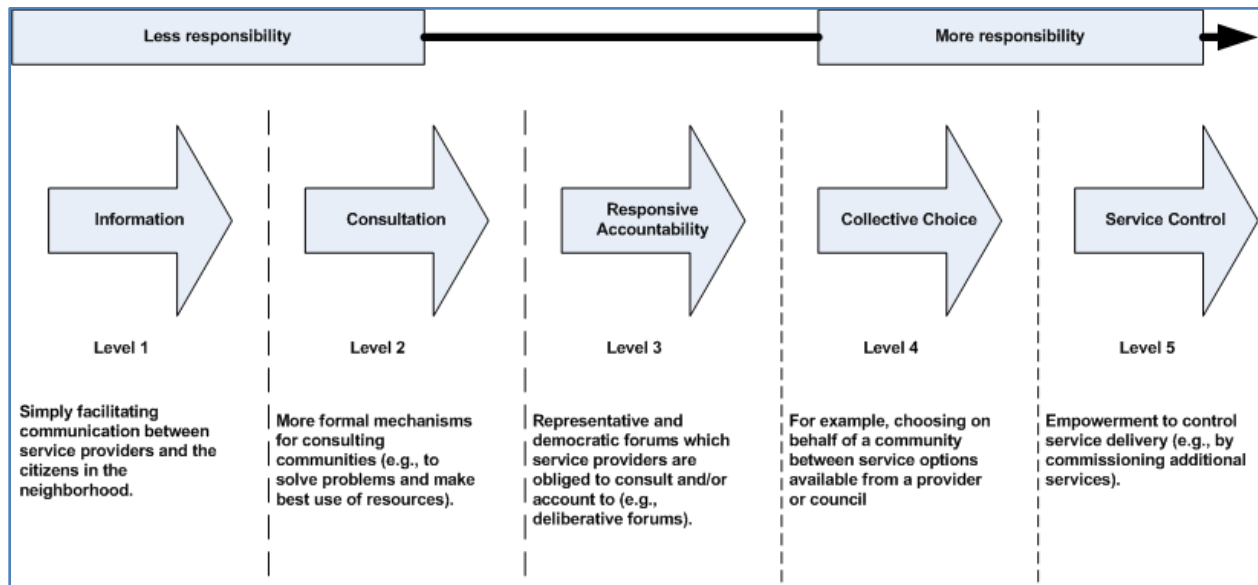 Less responsibility
More responsibility
Information
Consultation
Responsive
Accountability
Collective Choice
Service Control
Level 1
Level 2
Level 3
Level 4
Level 5
Simply facilitating
communication between
service providers and the
citizens in the
neighborhood.
More formal mechanisms
for consulting
communities (e.g., to
solve problems and make
best use of resources).
Representative and
democratic forums which
service providers are
obliged to consult and/or
account to (e.g.,
deliberative forums).
For example, choosing on
behalf of a community
between service options
available from a provider
or council
Empowerment to control
service delivery (e.g., by
commissioning additional
services).